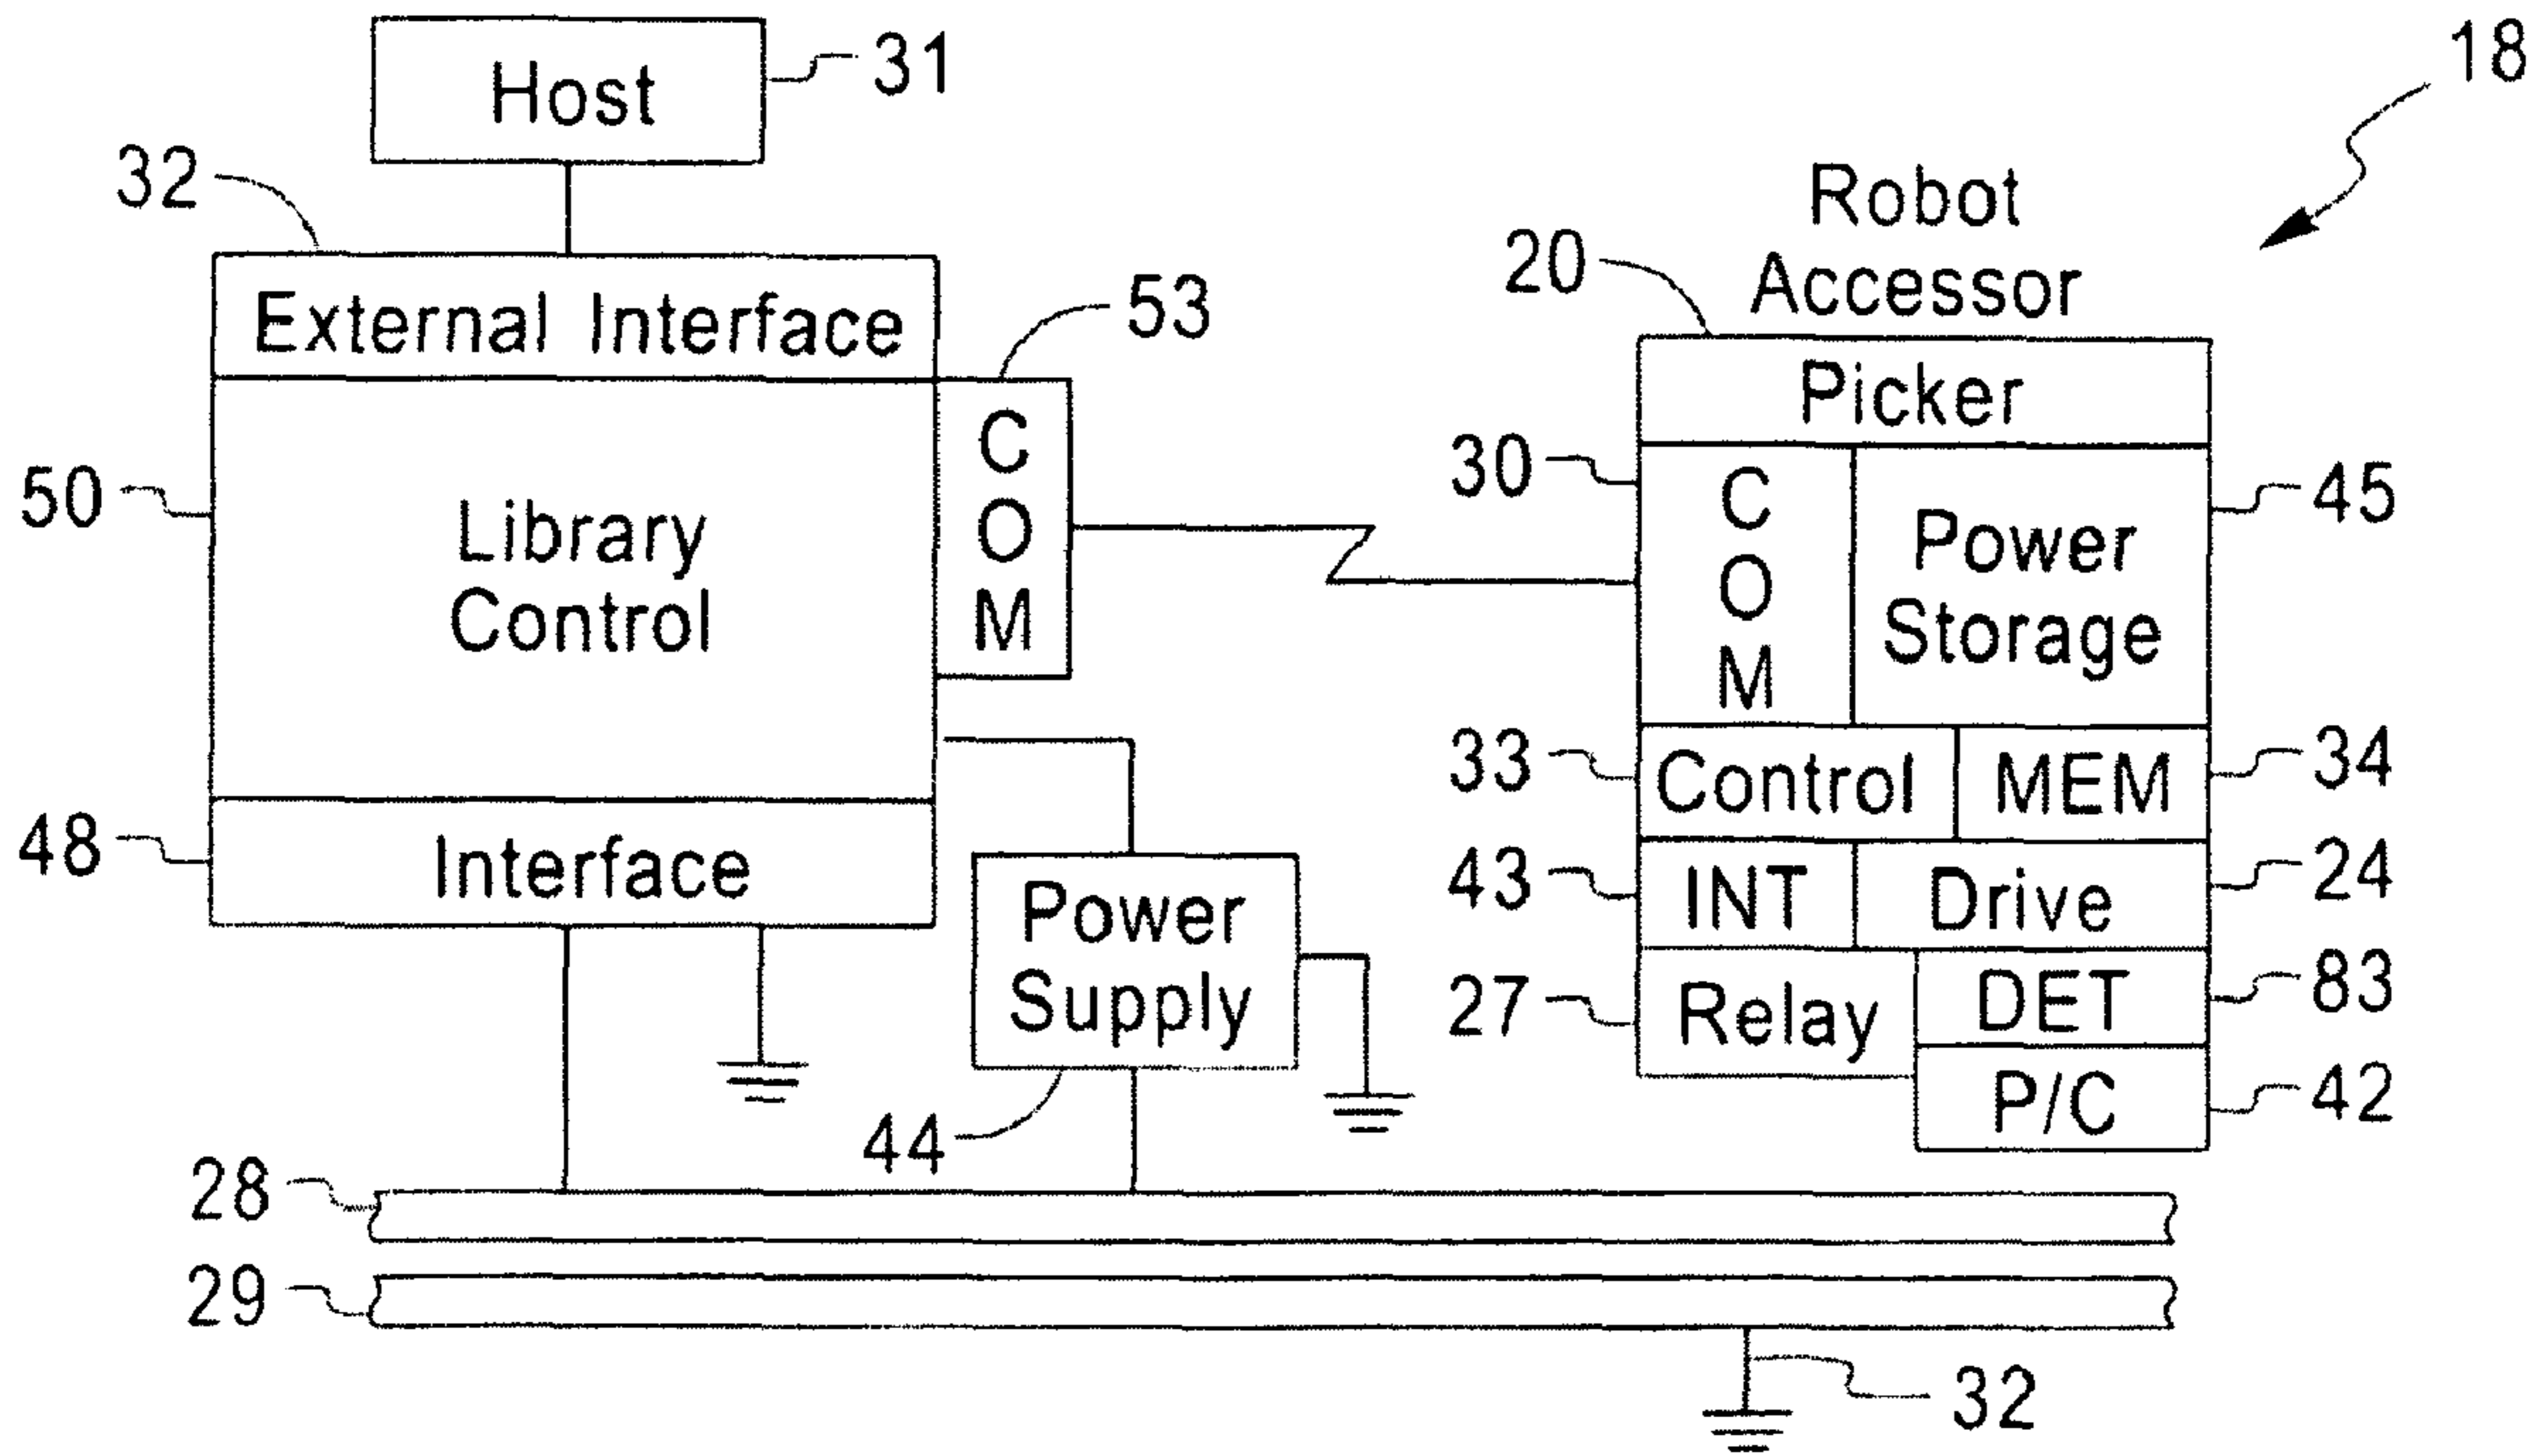 Host
31
18
32
Robot
Accessor
20
External Interface
53
Picker
COM
30
COM
Power
Storage
45
50
Library
Control
33
Control
MEM
34
48
Interface
Power
Supply
43
INT
Drive
24
27
Relay
DET
83
P/C
42
44
28
29
32